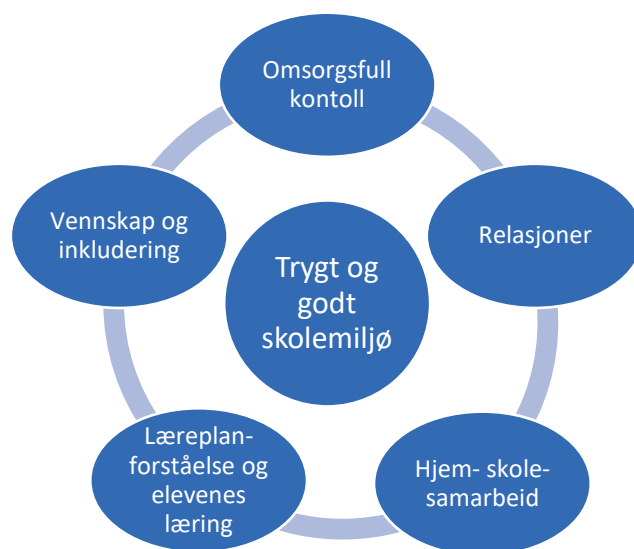 Omsorgsfull
kontoll
Relasjoner
Hjem- skole-
samarbeid
Læreplan-
forståelse og
elevenes
læring
Vennskap og
inkludering
Trygt og
godt
skolemiljø